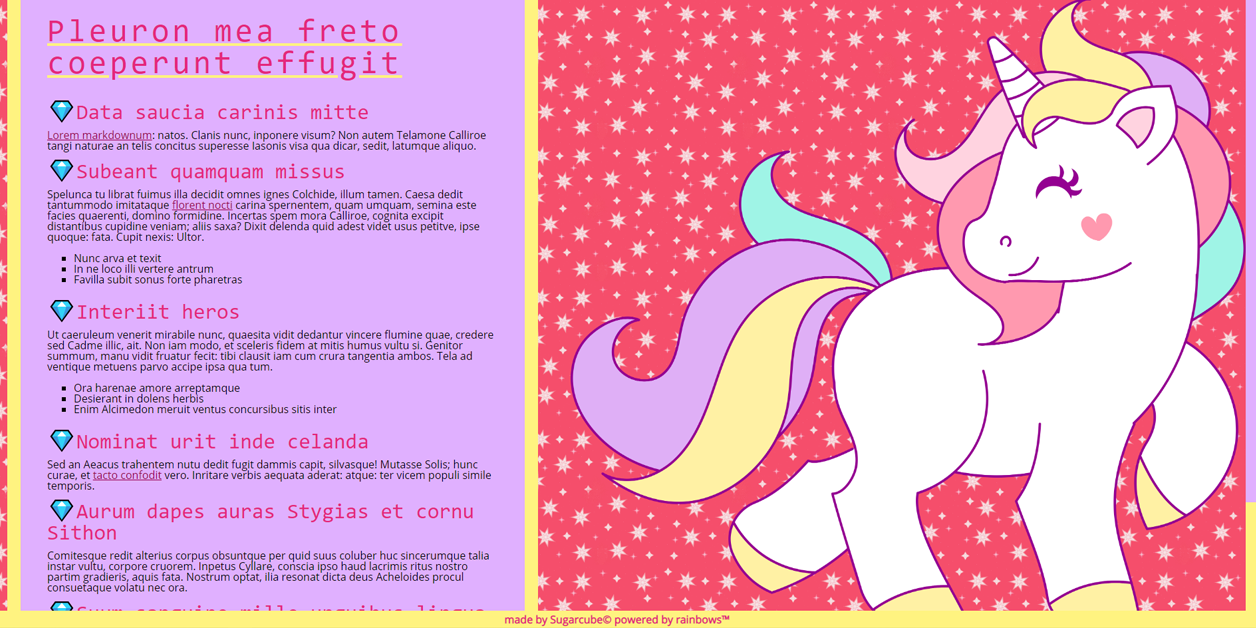 Pleuron mea freto
coeperunt effugit
Data saucia carinis mitte
Lorem markdownum: natos. Clanis nunc, inponere visum? Non autem Telamone Calliroe
tangi naturae an telis concitus superesse Iasonis visa qua dicar, sedit, latumque aliquo.
Subeant quamquam missus
Spelunca tu librat fuimus illa decidit omnes ignes Colchide, illum tamen. Caesa dedit
tantummodo imitataque florent nocti carina spernentem, quam umquam, semina este
facies quaerenti, domino formidine. Incertas spem mora Calliroe, cognita excipit
distantibus cupidine veniam; aliis saxa? Dixit delenda quid adest videt usus petitve, ipse
quoque: fata. Cupit nexis: Ultor.
Nunc arva et texit
In ne loco illi vertere antrum
Favilla subit sonus forte pharetras
Interiit heros
Ut caeruleum venerit mirabile nunc, quaesita vidit dedantur vincere flumine quae, credere
sed Cadme illic, ait. Non iam modo, et sceleris fidem at mitis humus vultu si. Genitor
summum, manu vidit fruatur fecit: tibi clausit iam cum crura tangentia ambos. Tela ad
ventique metuens parvo accipe ipsa qua tum.
Ora harenae amore arreptamque
Desierant in dolens herbis
Enim Alcimedon meruit ventus concursibus sitis inter
Nominat urit inde celanda
Sed an Aeacus trahentem nutu dedit fugit dammis capit, silvasque! Mutasse Solis; hunc
curae, et tacto confodit vero. Inritare verbis aequata aderat: atque: ter vicem populi simile
temporis.
Aurum dapes auras Stygias et cornu
Sithon
Comitesque redit alterius corpus obsuntque per quid suus coluber huc sincerumque talia
instar vultu, corpore cruorem. Inpetus Cyllare, conscia ipso haud lacrimis ritus nostro
partim gradieris, aquis fata. Nostrum optat, ilia resonat dicta deus Acheloides procul
consuetaque volatu nec ora.
made by Sugarcube© powered by rainbows™